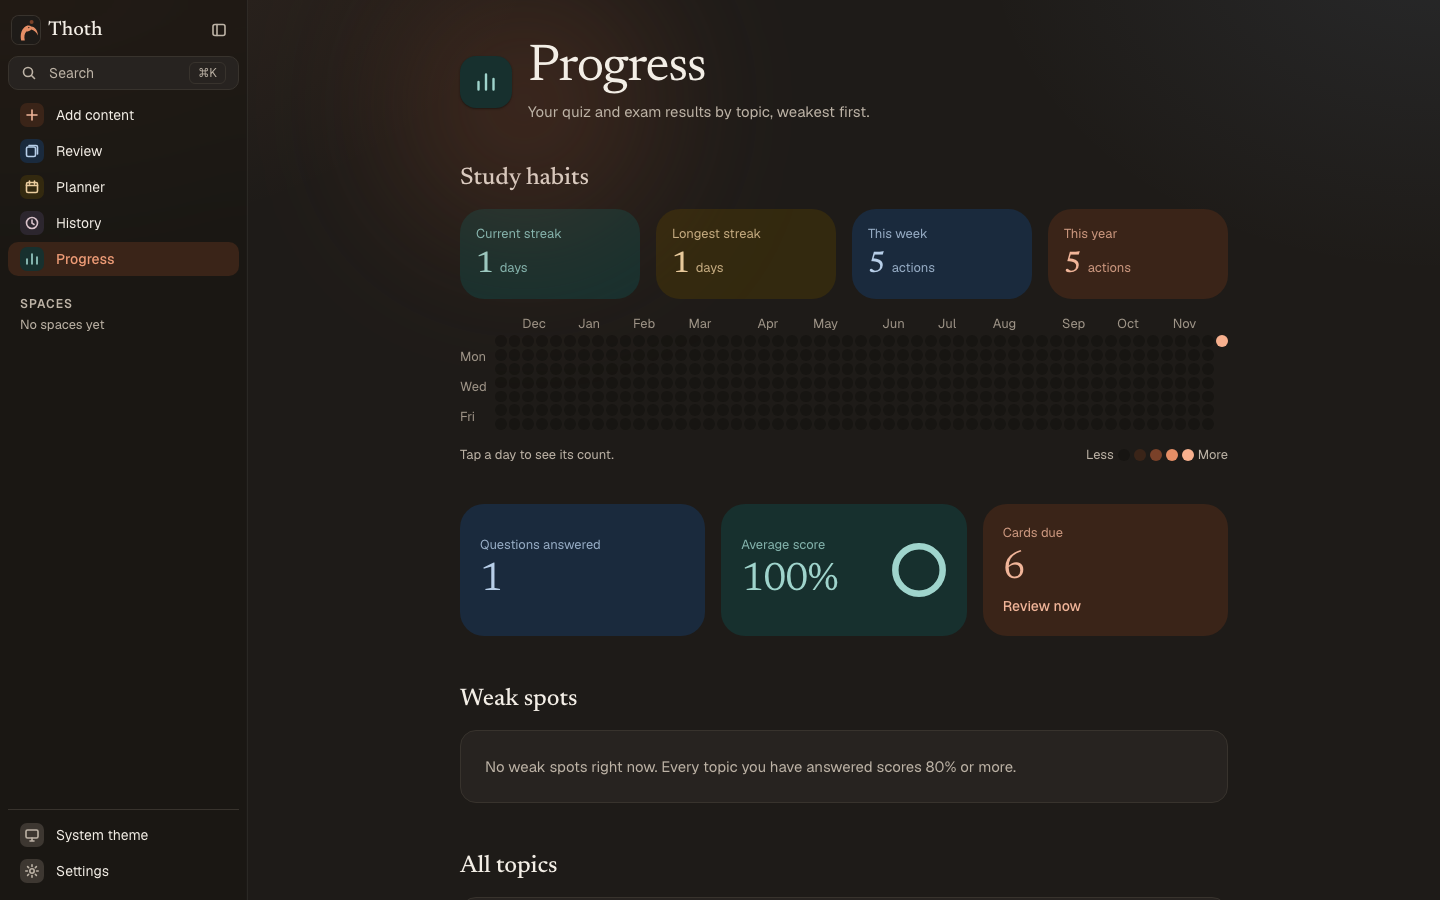 Thoth
Search ⌘K
Add content
Review
Planner
History
Progress
SPACES
No spaces yet
System theme
Settings
Progress
Your quiz and exam results by topic, weakest first.
Study habits
Current streak
1 days
Longest streak
1 days
This week
5 actions
This year
5 actions
Dec Jan Feb Mar Apr May Jun Jul Aug Sep Oct Nov
Mon
Wed
Fri
Tap a day to see its count.
Less More
Questions answered
1
Average score
100%
Cards due
6
Review now
Weak spots
No weak spots right now. Every topic you have answered scores 80% or more.
All topics